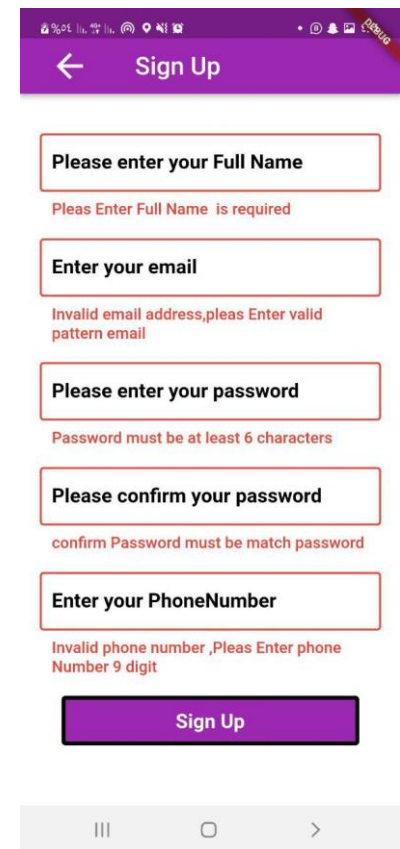 %٥٤
DEBUG
Sign Up
Please enter your Full Name
Pleas Enter Full Name is required
Enter your email
Invalid email address,pleas Enter valid
pattern email
Please enter your password
Password must be at least 6 characters
Please confirm your password
confirm Password must be match password
Enter your PhoneNumber
Invalid phone number ,Pleas Enter phone
Number 9 digit
Sign Up